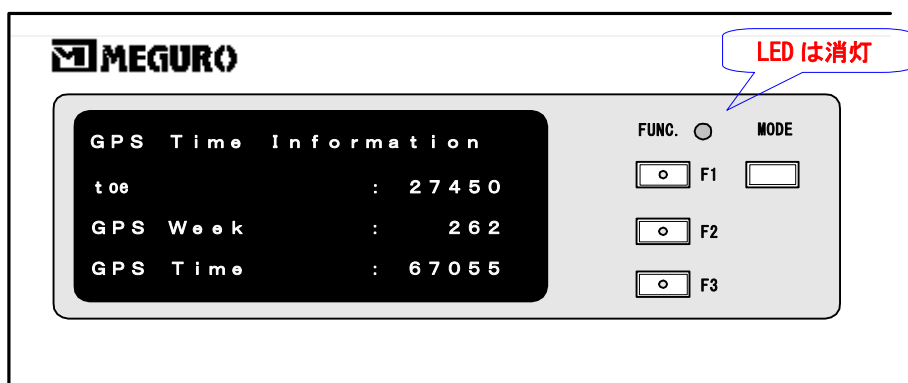 MEGURO
LED は消灯
GPS Time Information
toe : 27450
GPS Week : 262
GPS Time : 67055
FUNC. MODE
F1
F2
F3